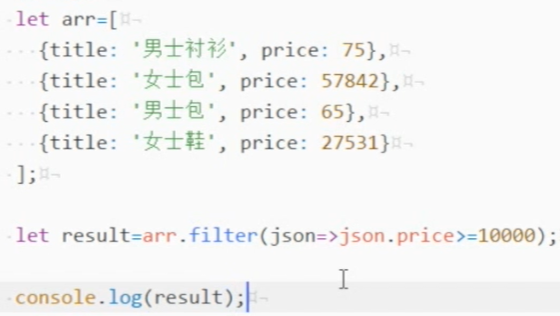 let arr=[
{title: '男士衬衫', price: 75},
{title: '女士包', price: 57842},
{title: '男士包', price: 65},
{title: '女士鞋', price: 27531}
];
let result=arr.filter(json=>json.price>=10000);
console.log(result);